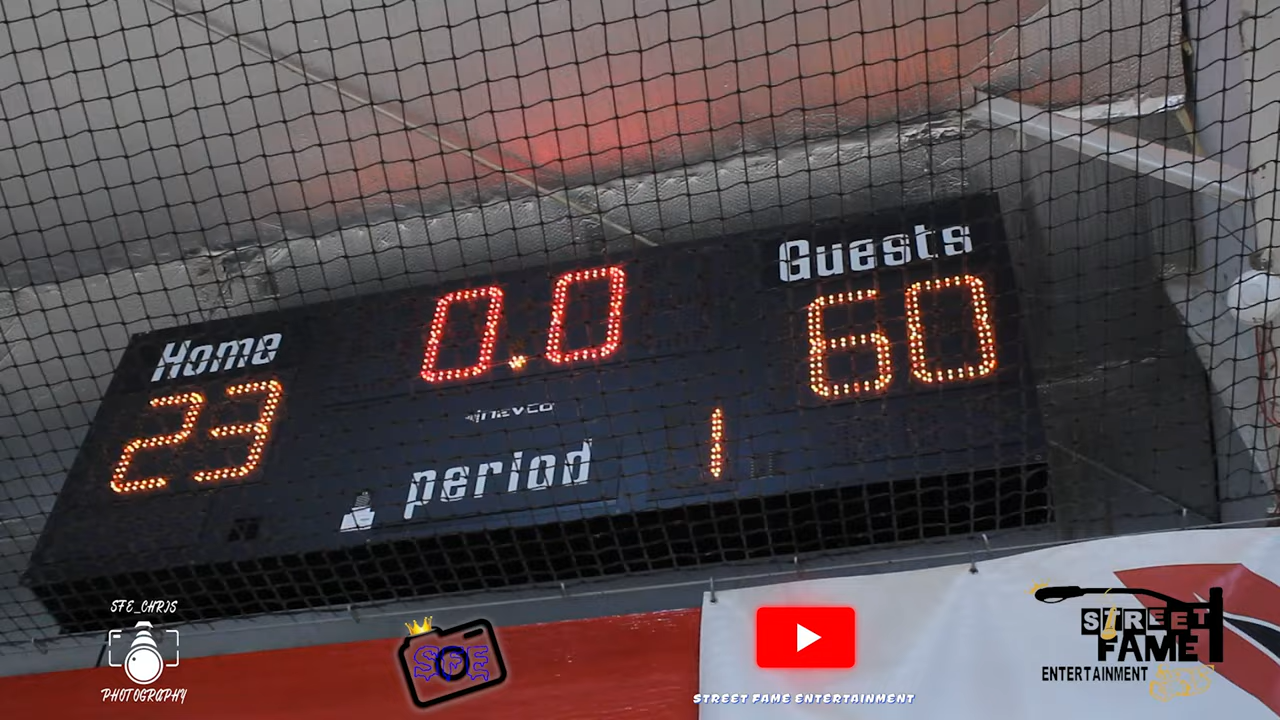 Home
0.0
Guests
23
60
nevco
period
1
SFE_CHRIS
PHOTOGRAPHY
SFE
STREET FAME ENTERTAINMENT
STREET
FAME
ENTERTAINMENT